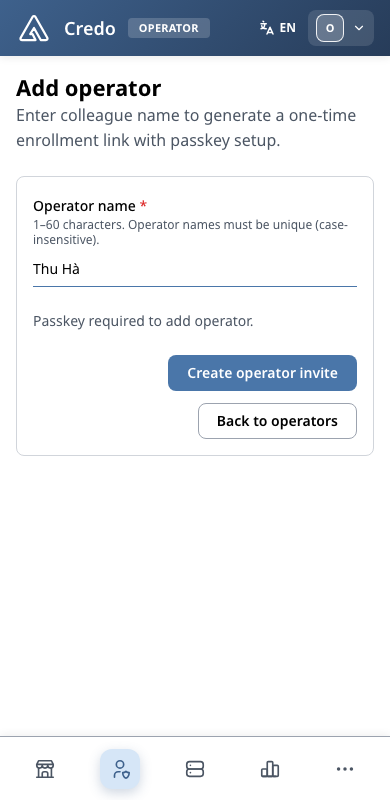 Credo
OPERATOR
EN
O
Add operator
Enter colleague name to generate a one-time
enrollment link with passkey setup.
Operator name *
1–60 characters. Operator names must be unique (case-
insensitive).
Thu Hà
Passkey required to add operator.
Create operator invite
Back to operators